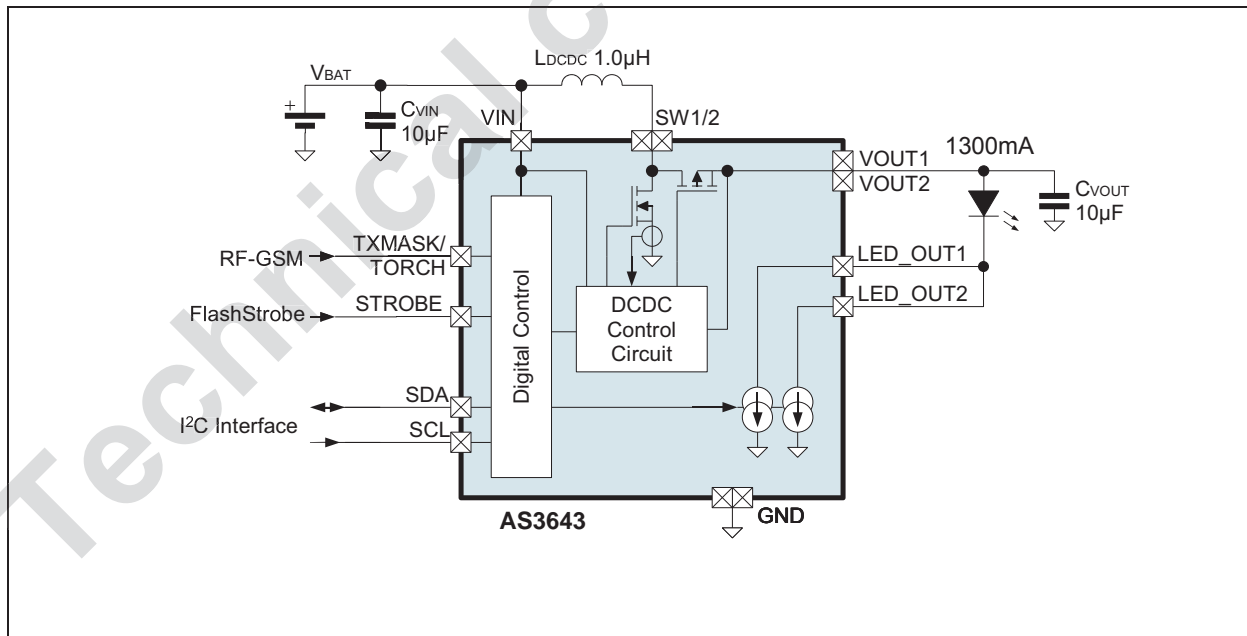 LDCDC 1.0µH
VBAT
CVIN
10µF
VIN
SW1/2
VOUT1
VOUT2
1300mA
CVOUT
10µF
RF-GSM
TXMASK/
TORCH
LED_OUT1
LED_OUT2
FlashStrobe
STROBE
Digital Control
DCDC
Control
Circuit
SDA
I²C Interface
SCL
AS3643
GND
Technical c